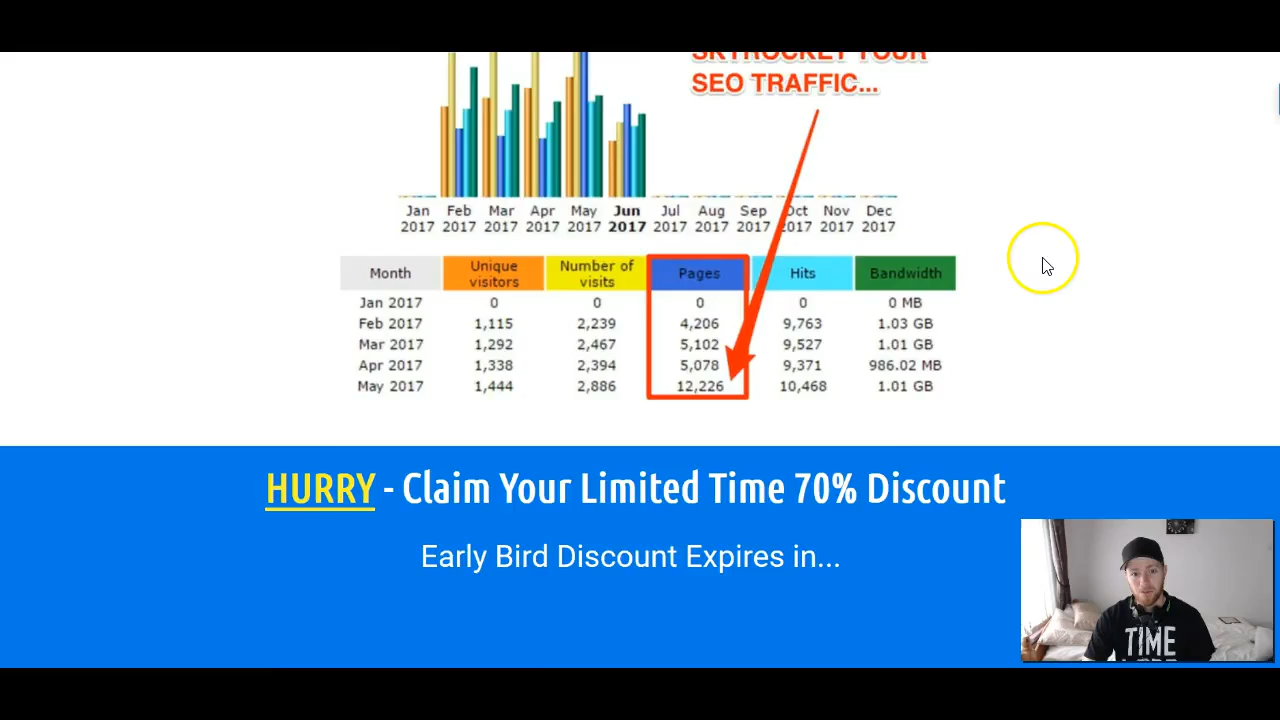 SKYROCKET YOUR
SEO TRAFFIC...
Jan Feb Mar Apr May Jun Jul Aug Sep Oct Nov Dec
2017 2017 2017 2017 2017 2017 2017 2017 2017 2017 2017 2017
Month Unique visitors Number of visits Pages Hits Bandwidth
Jan 2017 0 0 0 0 0 MB
Feb 2017 1,115 2,239 4,206 9,763 1.03 GB
Mar 2017 1,292 2,467 5,102 9,527 1.01 GB
Apr 2017 1,338 2,394 5,078 9,371 986.02 MB
May 2017 1,444 2,886 12,226 10,468 1.01 GB
HURRY - Claim Your Limited Time 70% Discount
Early Bird Discount Expires in...
TIME